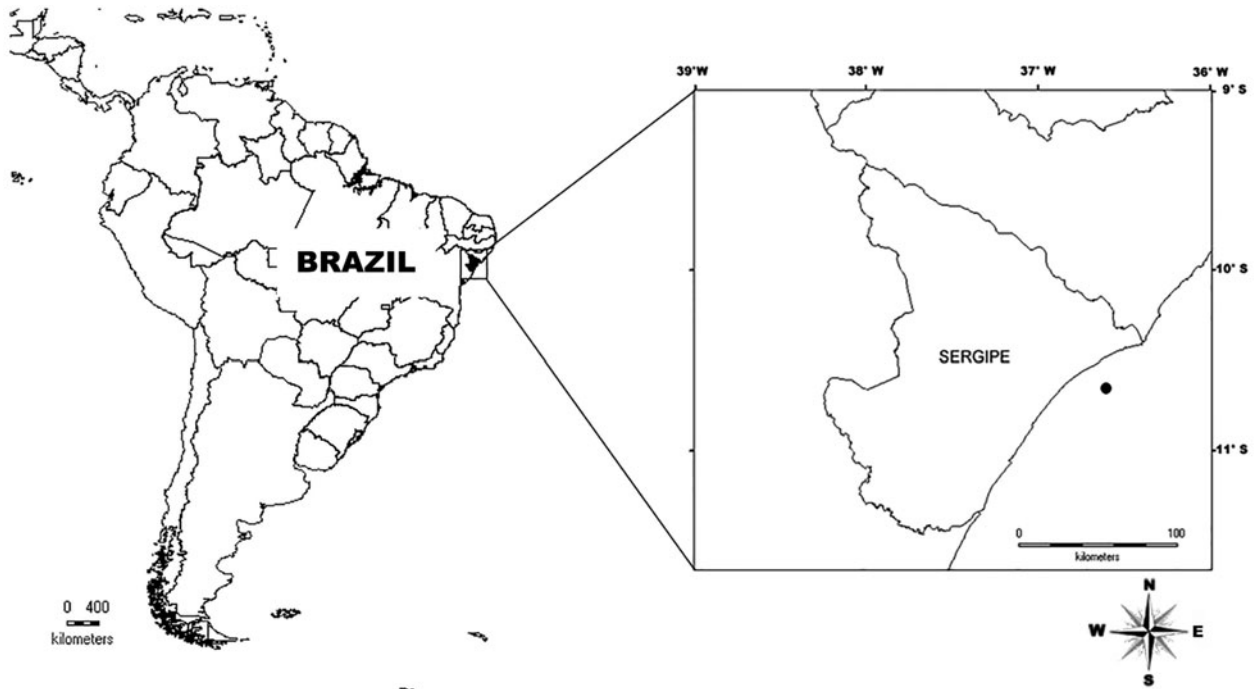 39°W
38° W
37° W
36° W
9° S
BRAZIL
10° S
SERGIPE
11° S
0 100
kilometers
0 400
kilometers
N
W E
S